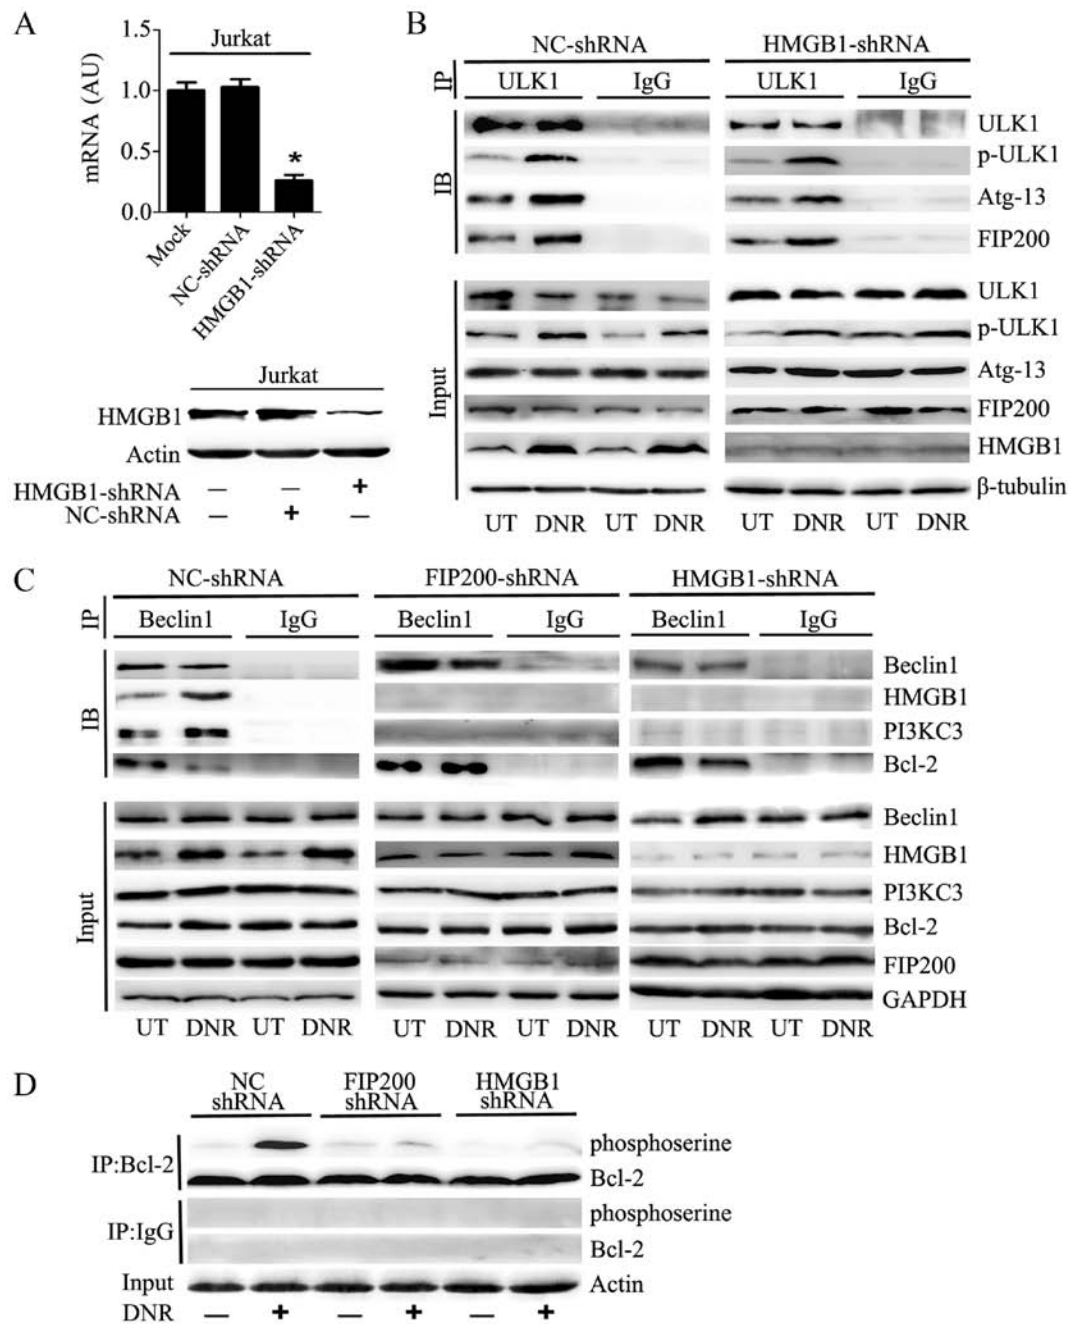 A
1.5
1.0
0.5
0.0
mRNA (AU)
Jurkat
*
Mock
NC-shRNA
HMGB1-shRNA
Jurkat
HMGB1
Actin
HMGB1-shRNA — — +
NC-shRNA — + —
B
NC-shRNA HMGB1-shRNA
IP
ULK1 IgG ULK1 IgG
IB
ULK1
p-ULK1
Atg-13
FIP200
Input
ULK1
p-ULK1
Atg-13
FIP200
HMGB1
β-tubulin
UT DNR UT DNR UT DNR UT DNR
C
NC-shRNA FIP200-shRNA HMGB1-shRNA
IP
Beclin1 IgG Beclin1 IgG Beclin1 IgG
IB
Beclin1
HMGB1
PI3KC3
Bcl-2
Input
Beclin1
HMGB1
PI3KC3
Bcl-2
FIP200
GAPDH
UT DNR UT DNR UT DNR UT DNR UT DNR UT DNR
D
NC FIP200 HMGB1
shRNA shRNA shRNA
IP:Bcl-2
phosphoserine
Bcl-2
IP:IgG
phosphoserine
Bcl-2
Input Actin
DNR — + — + — +